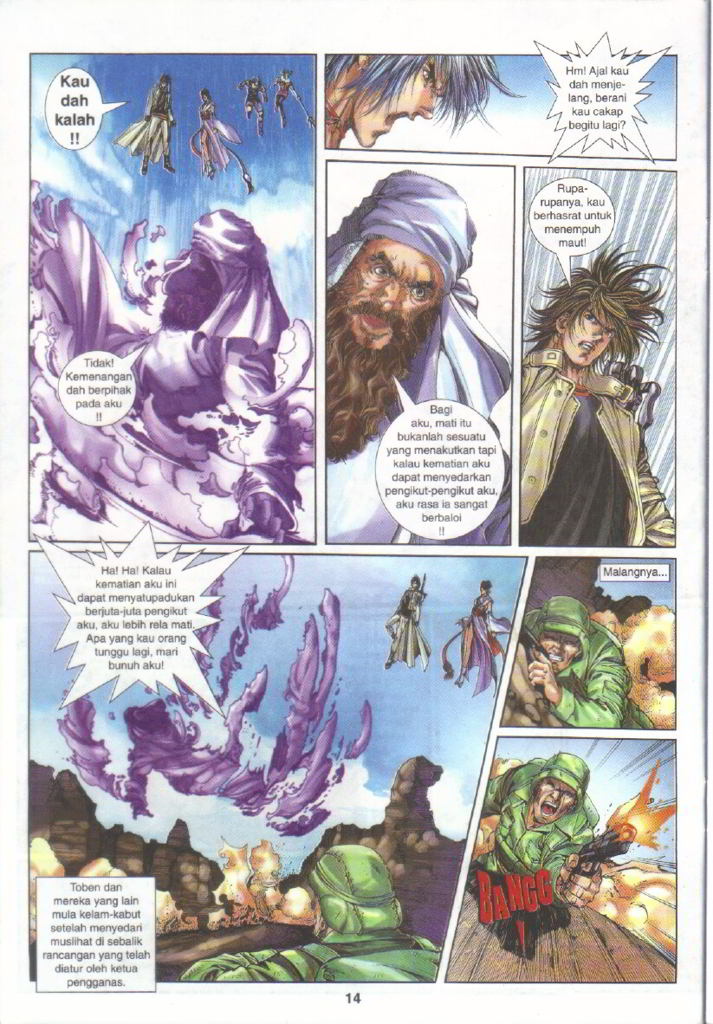 Kau
dah
kalah
!!
Tidak!
Kemenangan
dah berpihak
pada aku
!!
Hm! Ajal kau
dah menje-
lang, berani
kau cakap
begitu lagi?
Bagi
aku, mati itu
bukanlah sesuatu
yang menakutkan tapi
kalau kematian aku
dapat menyedarkan
pengikut-pengikut aku,
aku rasa ia sangat
berbaloi
!!
Rupa-
rupanya, kau
berhasrat untuk
menempuh
maut!
Ha! Ha! Kalau
kematian aku ini
dapat menyatupadukan
berjuta-juta pengikut
aku, aku lebih rela mati.
Apa yang kau orang
tunggu lagi, mari
bunuh aku!
Toben dan
mereka yang lain
mula kelam-kabut
setelah menyedari
muslihat di sebalik
rancangan yang telah
diatur oleh ketua
pengganas.
Malangnya...
BANGG
!
14